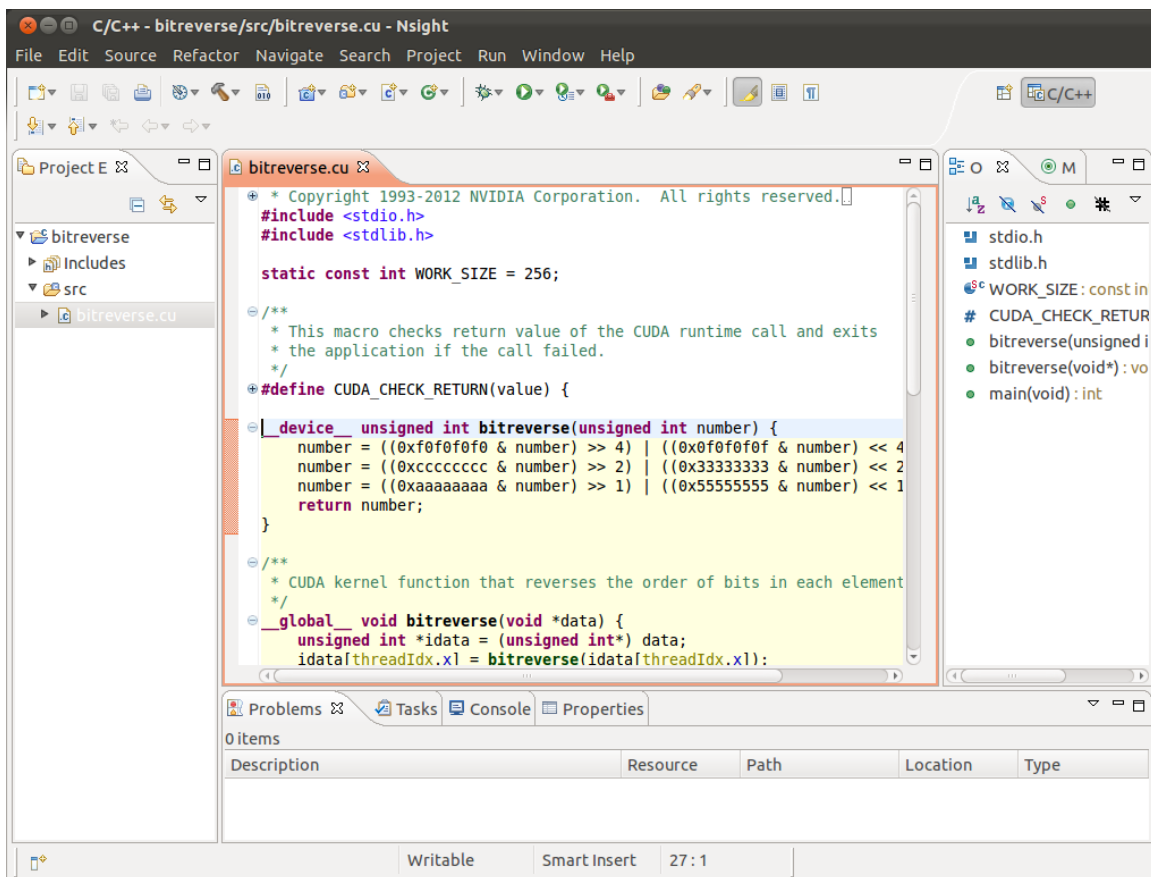 C/C++ - bitreverse/src/bitreverse.cu - Nsight
File Edit Source Refactor Navigate Search Project Run Window Help
C/C++
Project E
bitreverse
Includes
src
bitreverse.cu
bitreverse.cu
* Copyright 1993-2012 NVIDIA Corporation.  All rights reserved.
#include <stdio.h>
#include <stdlib.h>
static const int WORK_SIZE = 256;
/**
* This macro checks return value of the CUDA runtime call and exits
* the application if the call failed.
*/
#define CUDA_CHECK_RETURN(value) {
__device__ unsigned int bitreverse(unsigned int number) {
number = ((0xf0f0f0f0 & number) >> 4) | ((0x0f0f0f0f & number) << 4
number = ((0xcccccccc & number) >> 2) | ((0x33333333 & number) << 2
number = ((0xaaaaaaaa & number) >> 1) | ((0x55555555 & number) << 1
return number;
}
/**
* CUDA kernel function that reverses the order of bits in each element
*/
__global__ void bitreverse(void *data) {
unsigned int *idata = (unsigned int*) data;
idata[threadIdx.x] = bitreverse(idata[threadIdx.x]);
O M
stdio.h
stdlib.h
WORK_SIZE : const in
# CUDA_CHECK_RETUR
bitreverse(unsigned i
bitreverse(void*) : vo
main(void) : int
Problems Tasks Console Properties
0 items
Description Resource Path Location Type
Writable Smart Insert 27 : 1